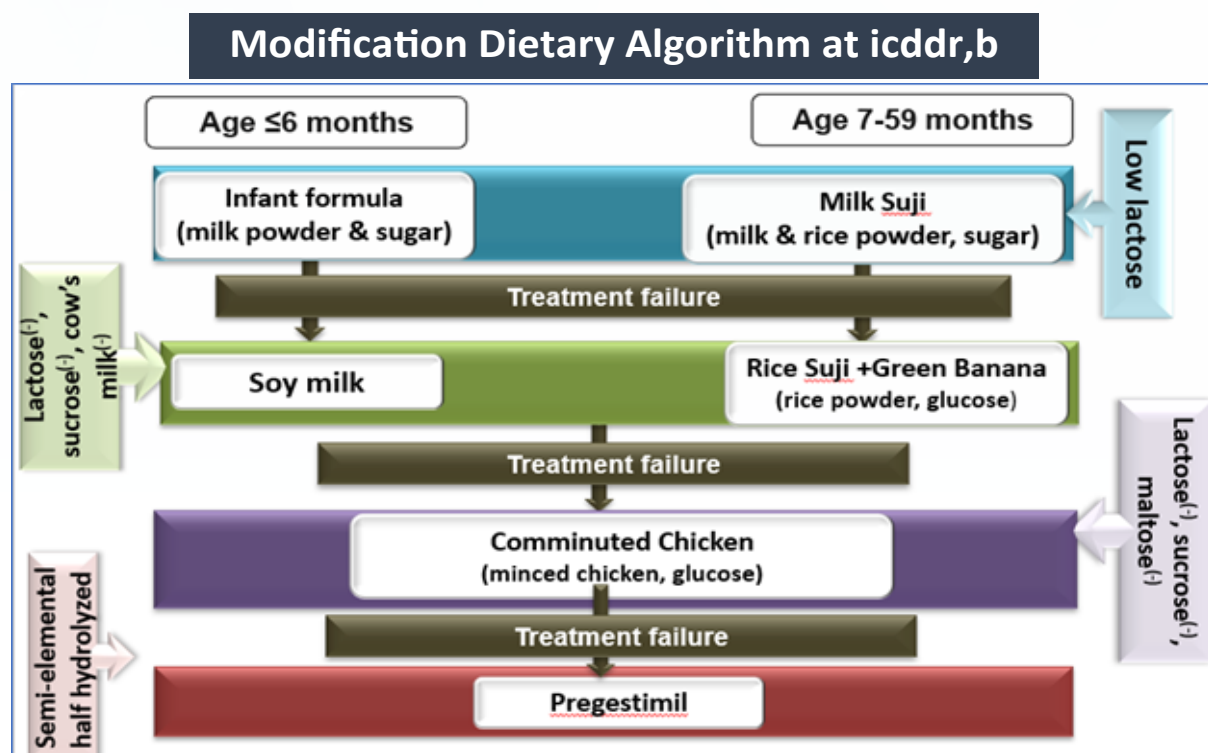 Modification Dietary Algorithm at icddr,b
Age ≤6 months
Age 7-59 months
Infant formula
(milk powder & sugar)
Milk Suji
(milk & rice powder, sugar)
Low lactose
Treatment failure
Lactose(-),
sucrose(-), cow's
milk(-)
Soy milk
Rice Suji +Green Banana
(rice powder, glucose)
Treatment failure
Lactose(-), sucrose(-),
maltose(-)
Comminuted Chicken
(minced chicken, glucose)
Treatment failure
Semi-elemental
half hydrolyzed
Pregestimil